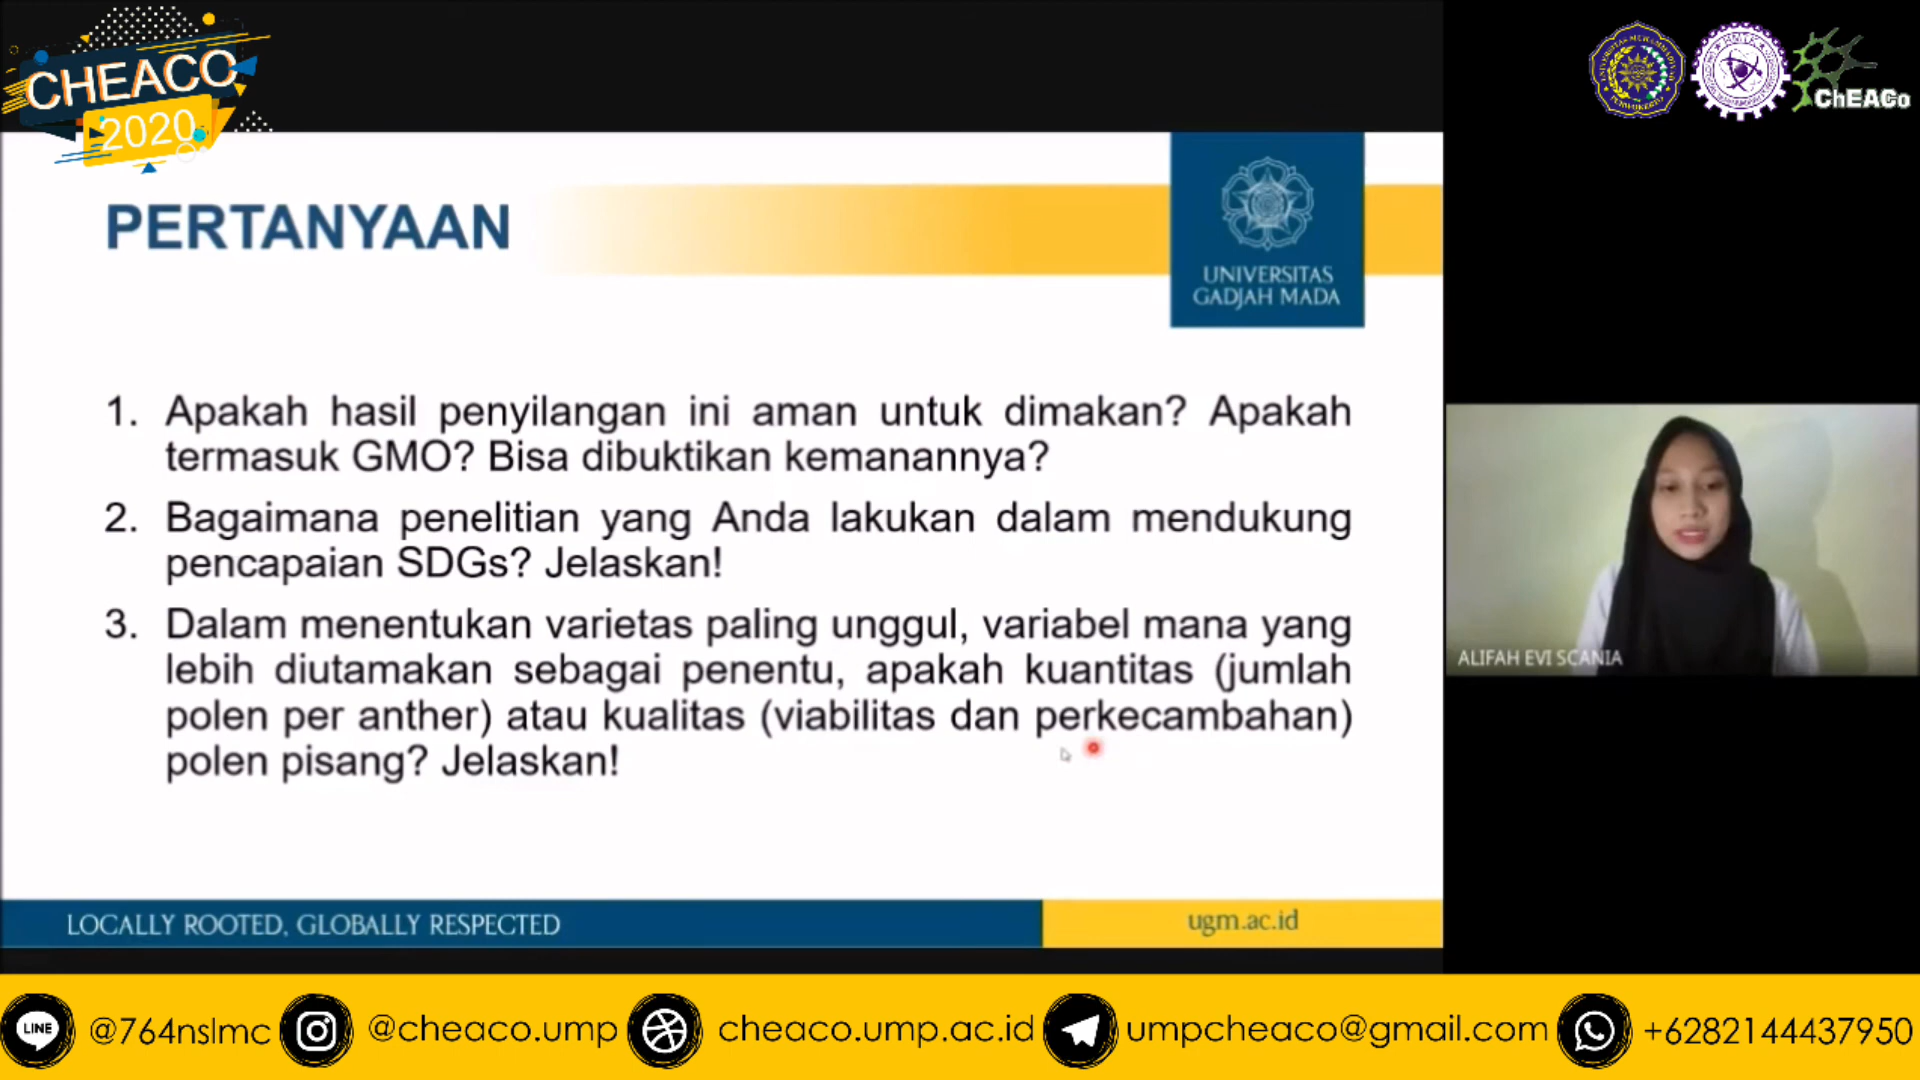 CHEACO
2020
ChEACo
PERTANYAAN
UNIVERSITAS
GADJAH MADA
1. Apakah hasil penyilangan ini aman untuk dimakan? Apakah
termasuk GMO? Bisa dibuktikan kemanannya?
2. Bagaimana penelitian yang Anda lakukan dalam mendukung
pencapaian SDGs? Jelaskan!
3. Dalam menentukan varietas paling unggul, variabel mana yang
lebih diutamakan sebagai penentu, apakah kuantitas (jumlah
polen per anther) atau kualitas (viabilitas dan perkecambahan)
polen pisang? Jelaskan!
ALIFAH EVI SCANIA
LOCALLY ROOTED, GLOBALLY RESPECTED
ugm.ac.id
LINE
@764nslmc
@cheaco.ump
cheaco.ump.ac.id
umpcheaco@gmail.com
+6282144437950